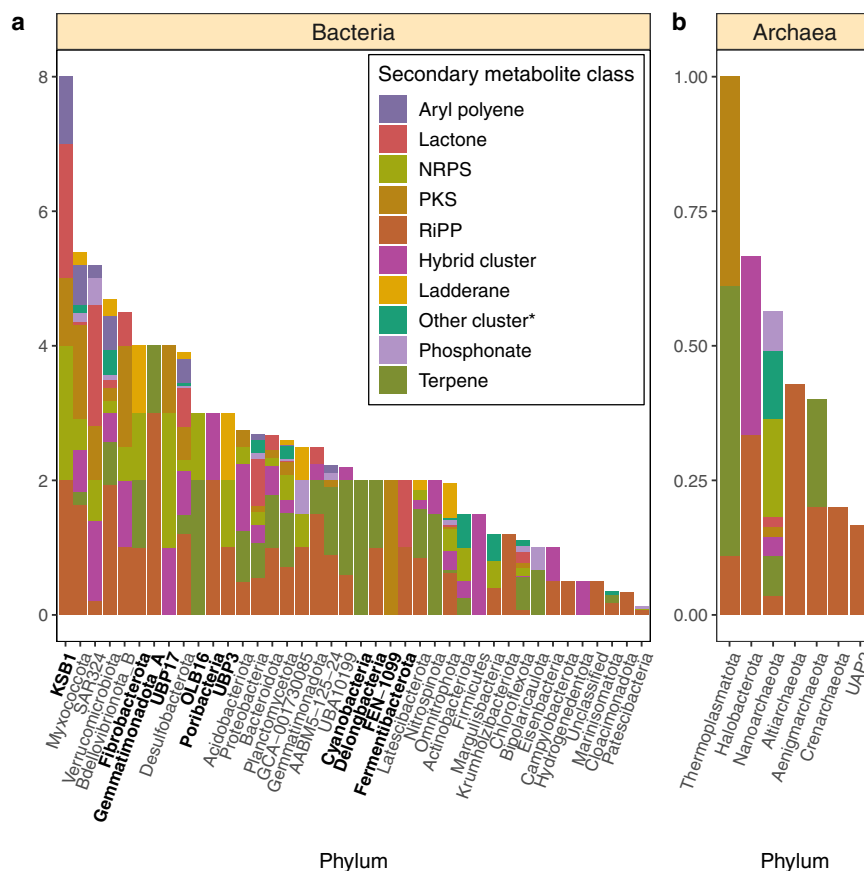 a
Bacteria
b
Archaea
8
6
4
2
0
Secondary metabolite class
Aryl polyene
Lactone
NRPS
PKS
RiPP
Hybrid cluster
Ladderane
Other cluster*
Phosphonate
Terpene
1.00
0.75
0.50
0.25
0.00
KSB1
Myxococcota
SAR324
Verrucomicrobiota
Bdellovibrionota_B
Fibrobacterota
Gemmatimonadota_A
UBP17
Desulfobacterota
OLB16
Poribacteria
UBP3
Acidobacteriota
Proteobacteria
Bacteroidota
Planctomycetota
GCA-001730085
Gemmatimonadota
AABM5-125-24
UBA10199
Cyanobacteria
Delongbacteria
FEN-1099
Fermentibacterota
Latescibacterota
Nitrospinota
Omnitrophota
Actinobacteriota
Firmicutes
Margulisbacteria
Krumholzibacteriota
Chloroflexota
Bipolaricaulota
Eisenbacteria
Campylobacterota
Hydrogenedentota
Unclassified
Marinisomatota
Cloacimonadota
Patescibacteria
Thermoplasmatota
Halobacterota
Nanoarchaeota
Altiarchaeota
Aenigmarchaeota
Crenarchaeota
UAP2
Phylum
Phylum